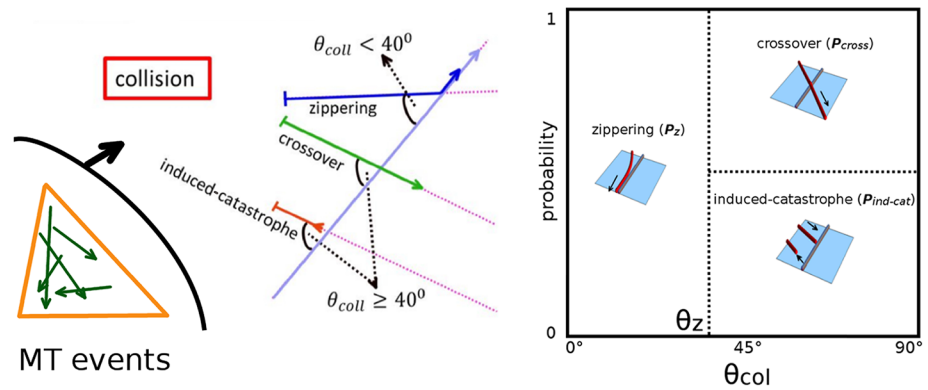 collision
θcoll < 40⁰
zippering
crossover
induced-catastrophe
θcoll ≥ 40⁰
MT events
1
probability
0
crossover (Pcross)
zippering (Pz)
induced-catastrophe (Pind-cat)
θz
0° 45° 90°
θcol